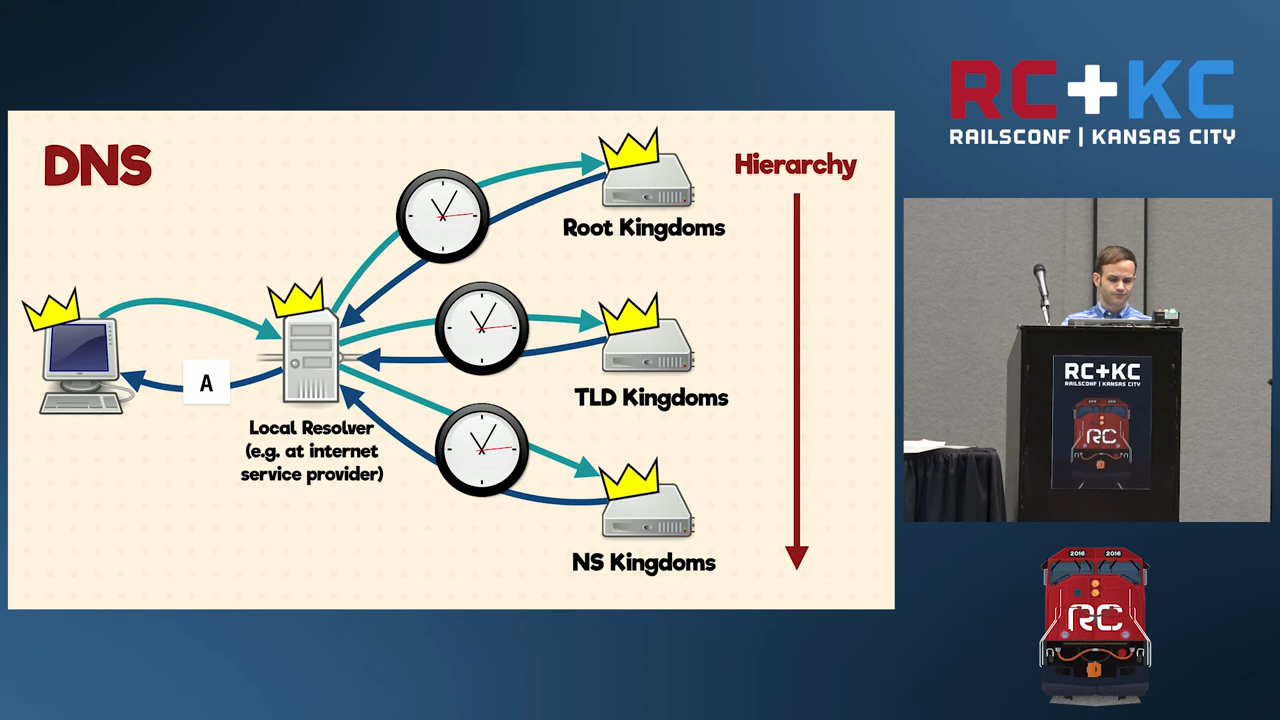 DNS
Hierarchy
Root Kingdoms
TLD Kingdoms
NS Kingdoms
A
Local Resolver
(e.g. at internet
service provider)
RC+KC
RAILSCONF | KANSAS CITY
RC+KC
RAILSCONF | KANSAS CITY
RC
2016 2016
RC